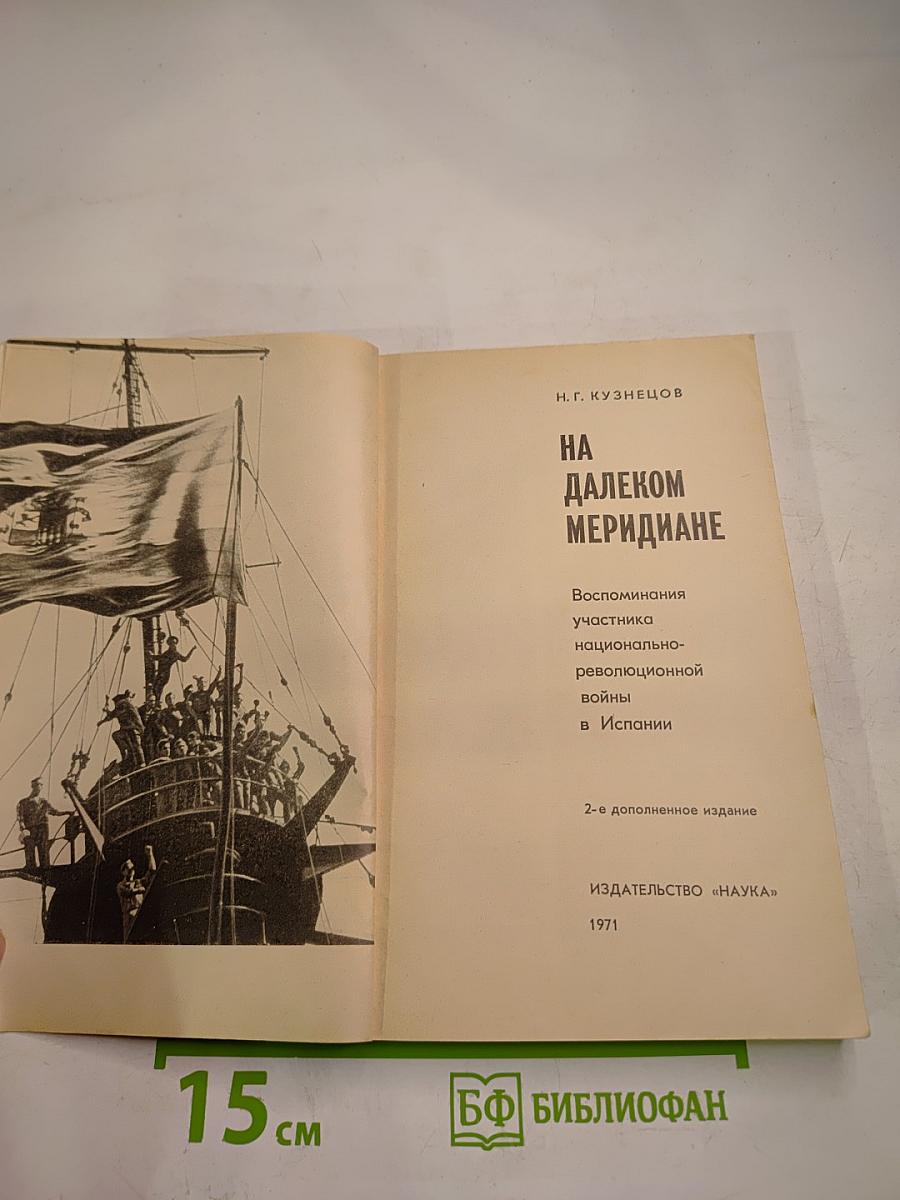 Н. Г. КУЗНЕЦОВ
НА
ДАЛЕКОМ
МЕРИДИАНЕ
Воспоминания
участника
национально-
революционной
войны
в Испании
2-е дополненное издание
ИЗДАТЕЛЬСТВО «НАУКА»
1971
15 см
БФ БИБЛИОФАН